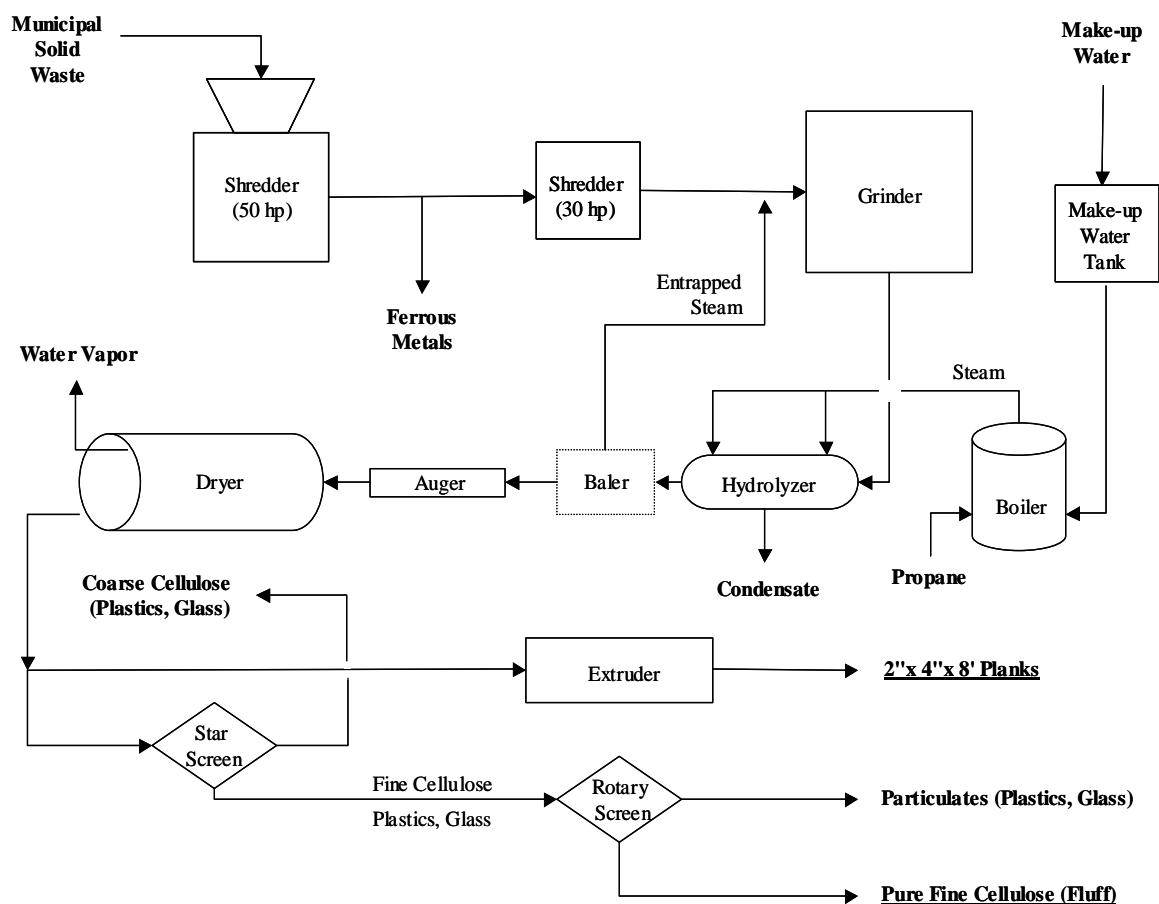 Municipal
Solid
Waste
Make-up
Water
Shredder
(50 hp)
Shredder
(30 hp)
Grinder
Make-up
Water
Tank
Entrapped
Steam
Ferrous
Metals
Water Vapor
Steam
Dryer
Auger
Baler
Hydrolyzer
Boiler
Propane
Condensate
Coarse Cellulose
(Plastics, Glass)
Extruder
2"x 4"x 8' Planks
Star
Screen
Fine Cellulose
Plastics, Glass
Rotary
Screen
Particulates (Plastics, Glass)
Pure Fine Cellulose (Fluff)